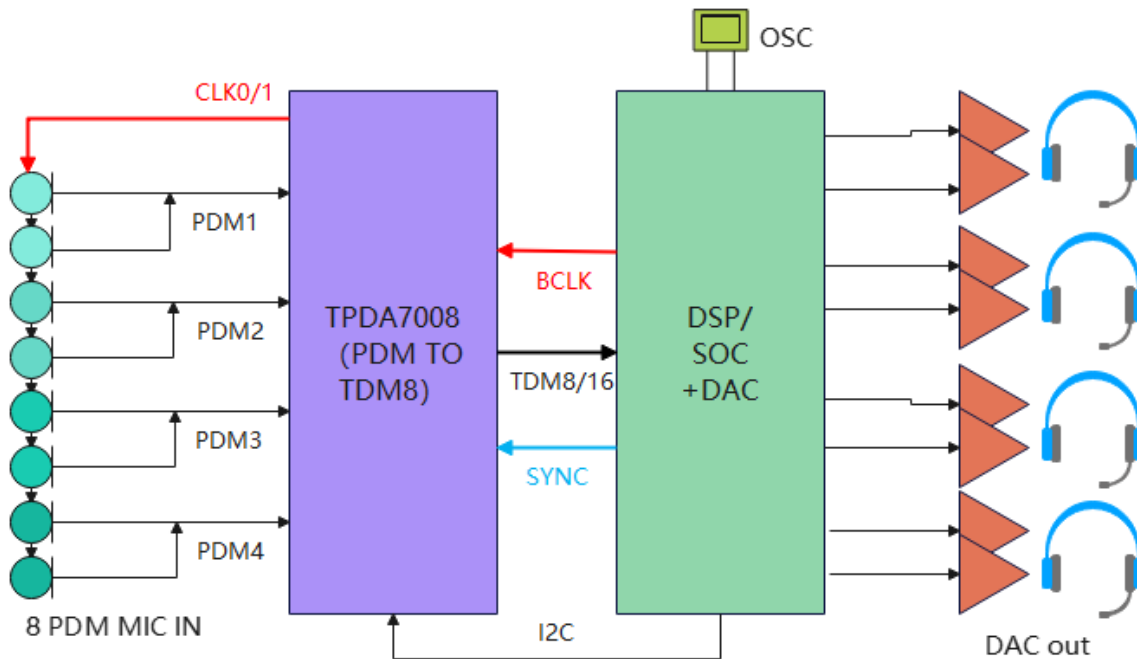 OSC
CLK0/1
PDM1
BCLK
PDM2
TPDA7008
(PDM TO
TDM8)
DSP/
SOC
+DAC
TDM8/16
PDM3
SYNC
PDM4
8 PDM MIC IN
I2C
DAC out